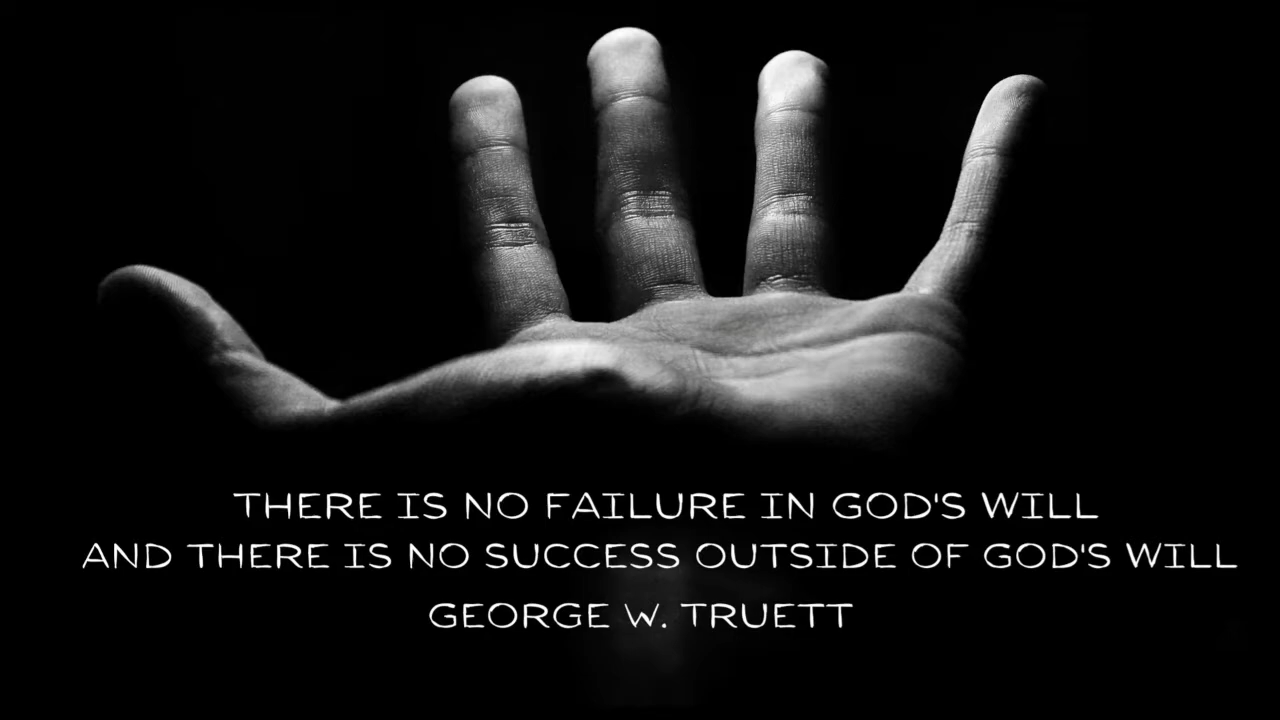 THERE IS NO FAILURE IN GOD'S WILL
AND THERE IS NO SUCCESS OUTSIDE OF GOD'S WILL
GEORGE W. TRUETT